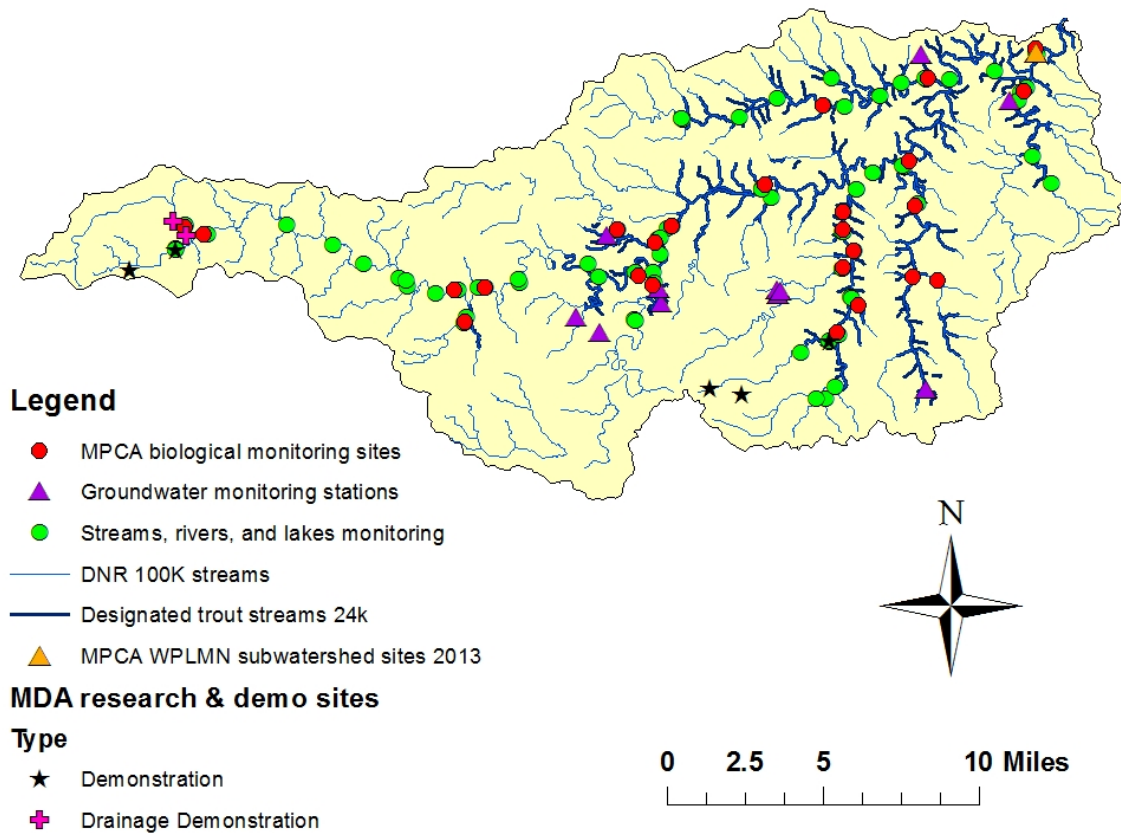 Legend
MPCA biological monitoring sites
Groundwater monitoring stations
Streams, rivers, and lakes monitoring
DNR 100K streams
Designated trout streams 24k
MPCA WPLMN subwatershed sites 2013
MDA research & demo sites
Type
Demonstration
Drainage Demonstration
N
0 2.5 5 10 Miles